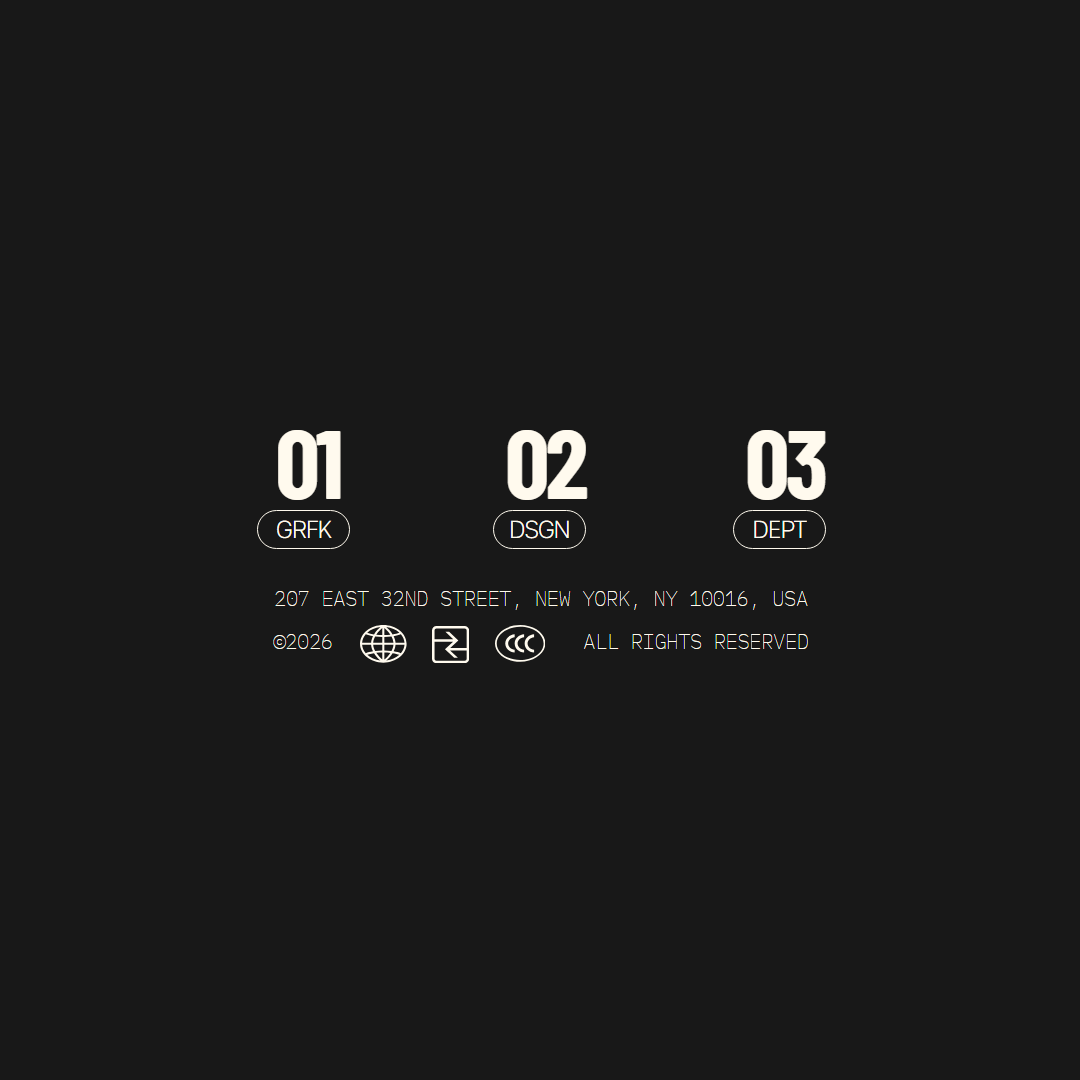 01 02 03
GRFK DSGN DEPT
207 EAST 32ND STREET, NEW YORK, NY 10016, USA
©2026 ALL RIGHTS RESERVED